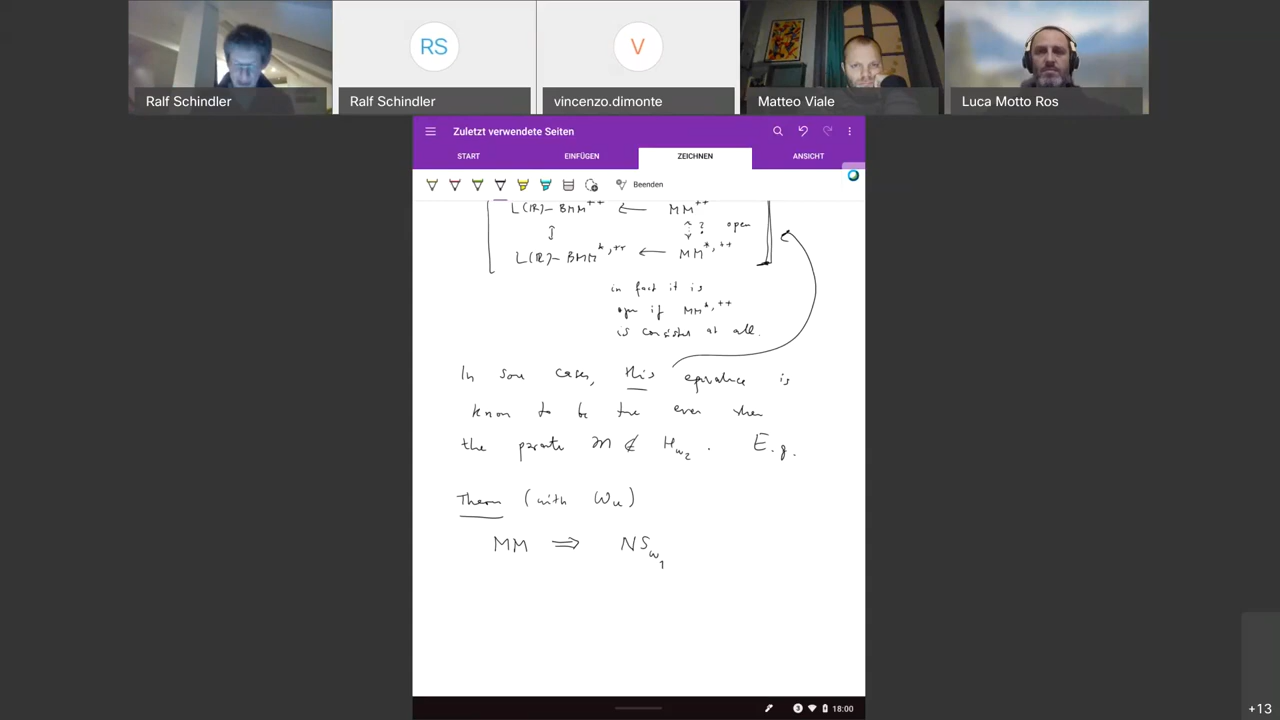 RS
V
Ralf Schindler
Ralf Schindler
vincenzo.dimonte
Matteo Viale
Luca Motto Ros
Zuletzt verwendete Seiten
START
EINFÜGEN
ZEICHNEN
ANSICHT
Beenden
L(ℝ)-BMM⁺⁺ ← MM⁺⁺
↕ ↕ ? open
L(ℝ)-BMM*,⁺⁺ ← MM*,⁺⁺
in fact it is
open if MM*,⁺⁺
is consistent at all.
In some cases, this equivalence is
known to be true even when
the parameter 𝔐 ∉ H_ω₂. E.g.
Theorem (with Wu)
MM ⇒ NS_ω₁
3
18:00
+13